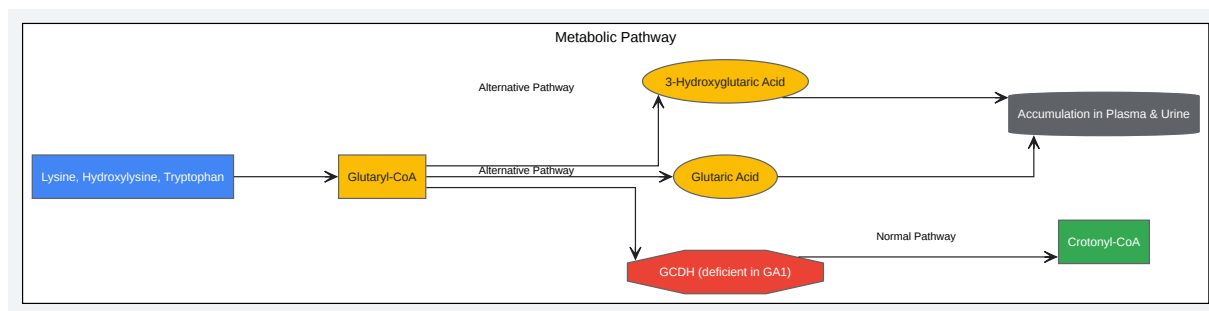 Metabolic Pathway
3-Hydroxyglutaric Acid
Alternative Pathway
Accumulation in Plasma & Urine
Lysine, Hydroxylysine, Tryptophan
Glutaryl-CoA
Alternative Pathway
Glutaric Acid
Normal Pathway
Crotonyl-CoA
GCDH (deficient in GA1)